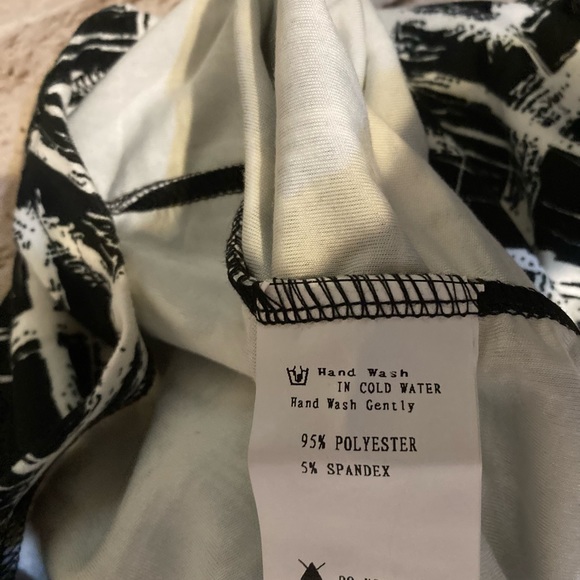 Hand Wash
IN COLD WATER
Hand Wash Gently
95% POLYESTER
5% SPANDEX